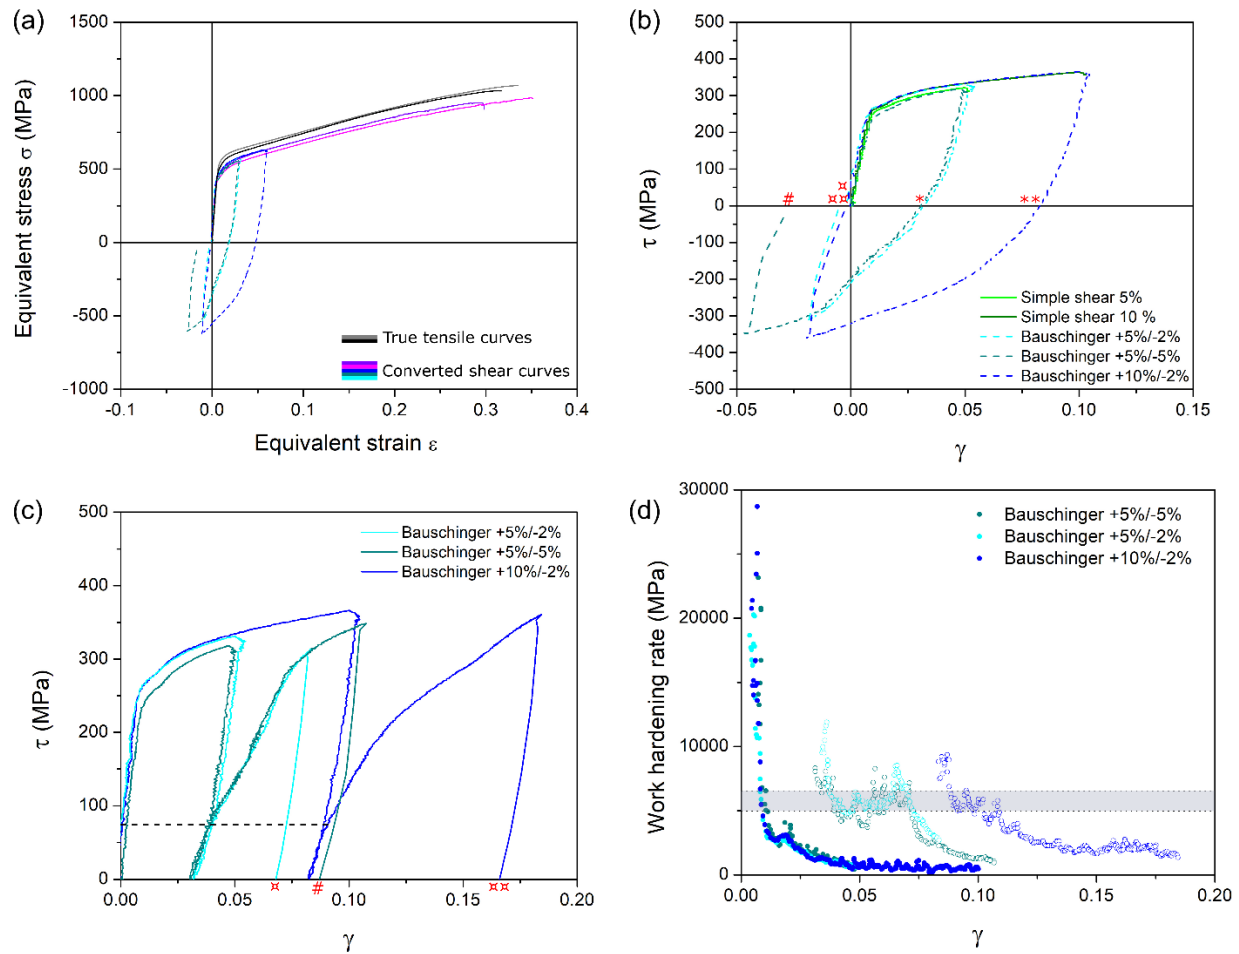 (a)
1500
1000
500
0
-500
-1000
-0.1
0.0
0.1
0.2
0.3
0.4
Equivalent stress σ (MPa)
Equivalent strain ε
True tensile curves
Converted shear curves
(b)
500
400
300
200
100
0
-100
-200
-300
-400
-500
-0.05
0.00
0.05
0.10
0.15
τ (MPa)
γ
#
¤
¤¤
*
**
Simple shear 5%
Simple shear 10 %
Bauschinger +5%/-2%
Bauschinger +5%/-5%
Bauschinger +10%/-2%
(c)
500
400
300
200
100
0
0.00
0.05
0.10
0.15
0.20
τ (MPa)
γ
¤
#
¤¤
Bauschinger +5%/-2%
Bauschinger +5%/-5%
Bauschinger +10%/-2%
(d)
30000
20000
10000
0
0.00
0.05
0.10
0.15
0.20
Work hardening rate (MPa)
γ
Bauschinger +5%/-5%
Bauschinger +5%/-2%
Bauschinger +10%/-2%